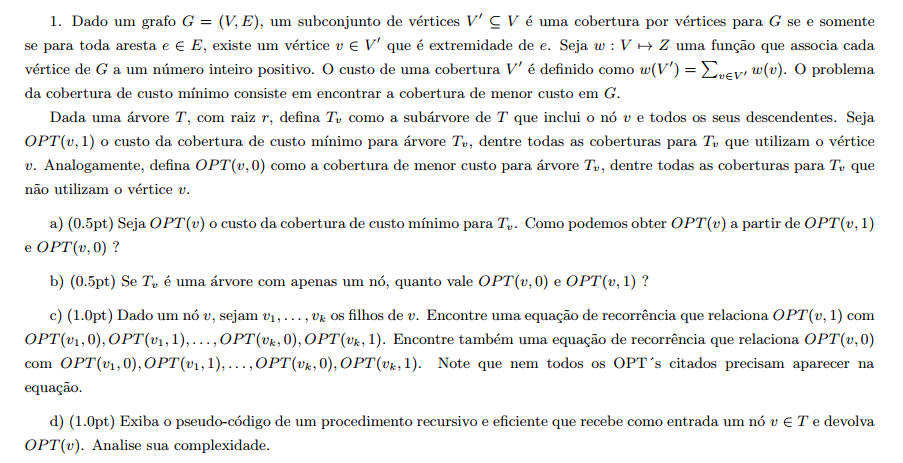 1. Dado um grafo G = (V, E), um subconjunto de vértices V′ ⊆ V é uma cobertura por vértices para G se e somente
se para toda aresta e ∈ E, existe um vértice v ∈ V′ que é extremidade de e. Seja w : V ↦ Z uma função que associa cada
vértice de G a um número inteiro positivo. O custo de uma cobertura V′ é definido como w(V′) = ∑_{v∈V′} w(v). O problema
da cobertura de custo mínimo consiste em encontrar a cobertura de menor custo em G.
Dada uma árvore T, com raiz r, defina T_v como a subárvore de T que inclui o nó v e todos os seus descendentes. Seja
OPT(v, 1) o custo da cobertura de custo mínimo para árvore T_v, dentre todas as coberturas para T_v que utilizam o vértice
v. Analogamente, defina OPT(v, 0) como a cobertura de menor custo para árvore T_v, dentre todas as coberturas para T_v que
não utilizam o vértice v.
a) (0.5pt) Seja OPT(v) o custo da cobertura de custo mínimo para T_v. Como podemos obter OPT(v) a partir de OPT(v, 1)
e OPT(v, 0) ?
b) (0.5pt) Se T_v é uma árvore com apenas um nó, quanto vale OPT(v, 0) e OPT(v, 1) ?
c) (1.0pt) Dado um nó v, sejam v_1, . . . , v_k os filhos de v. Encontre uma equação de recorrência que relaciona OPT(v, 1) com
OPT(v_1, 0), OPT(v_1, 1), . . . , OPT(v_k, 0), OPT(v_k, 1). Encontre também uma equação de recorrência que relaciona OPT(v, 0)
com OPT(v_1, 0), OPT(v_1, 1), . . . , OPT(v_k, 0), OPT(v_k, 1). Note que nem todos os OPT´s citados precisam aparecer na
equação.
d) (1.0pt) Exiba o pseudo-código de um procedimento recursivo e eficiente que recebe como entrada um nó v ∈ T e devolva
OPT(v). Analise sua complexidade.